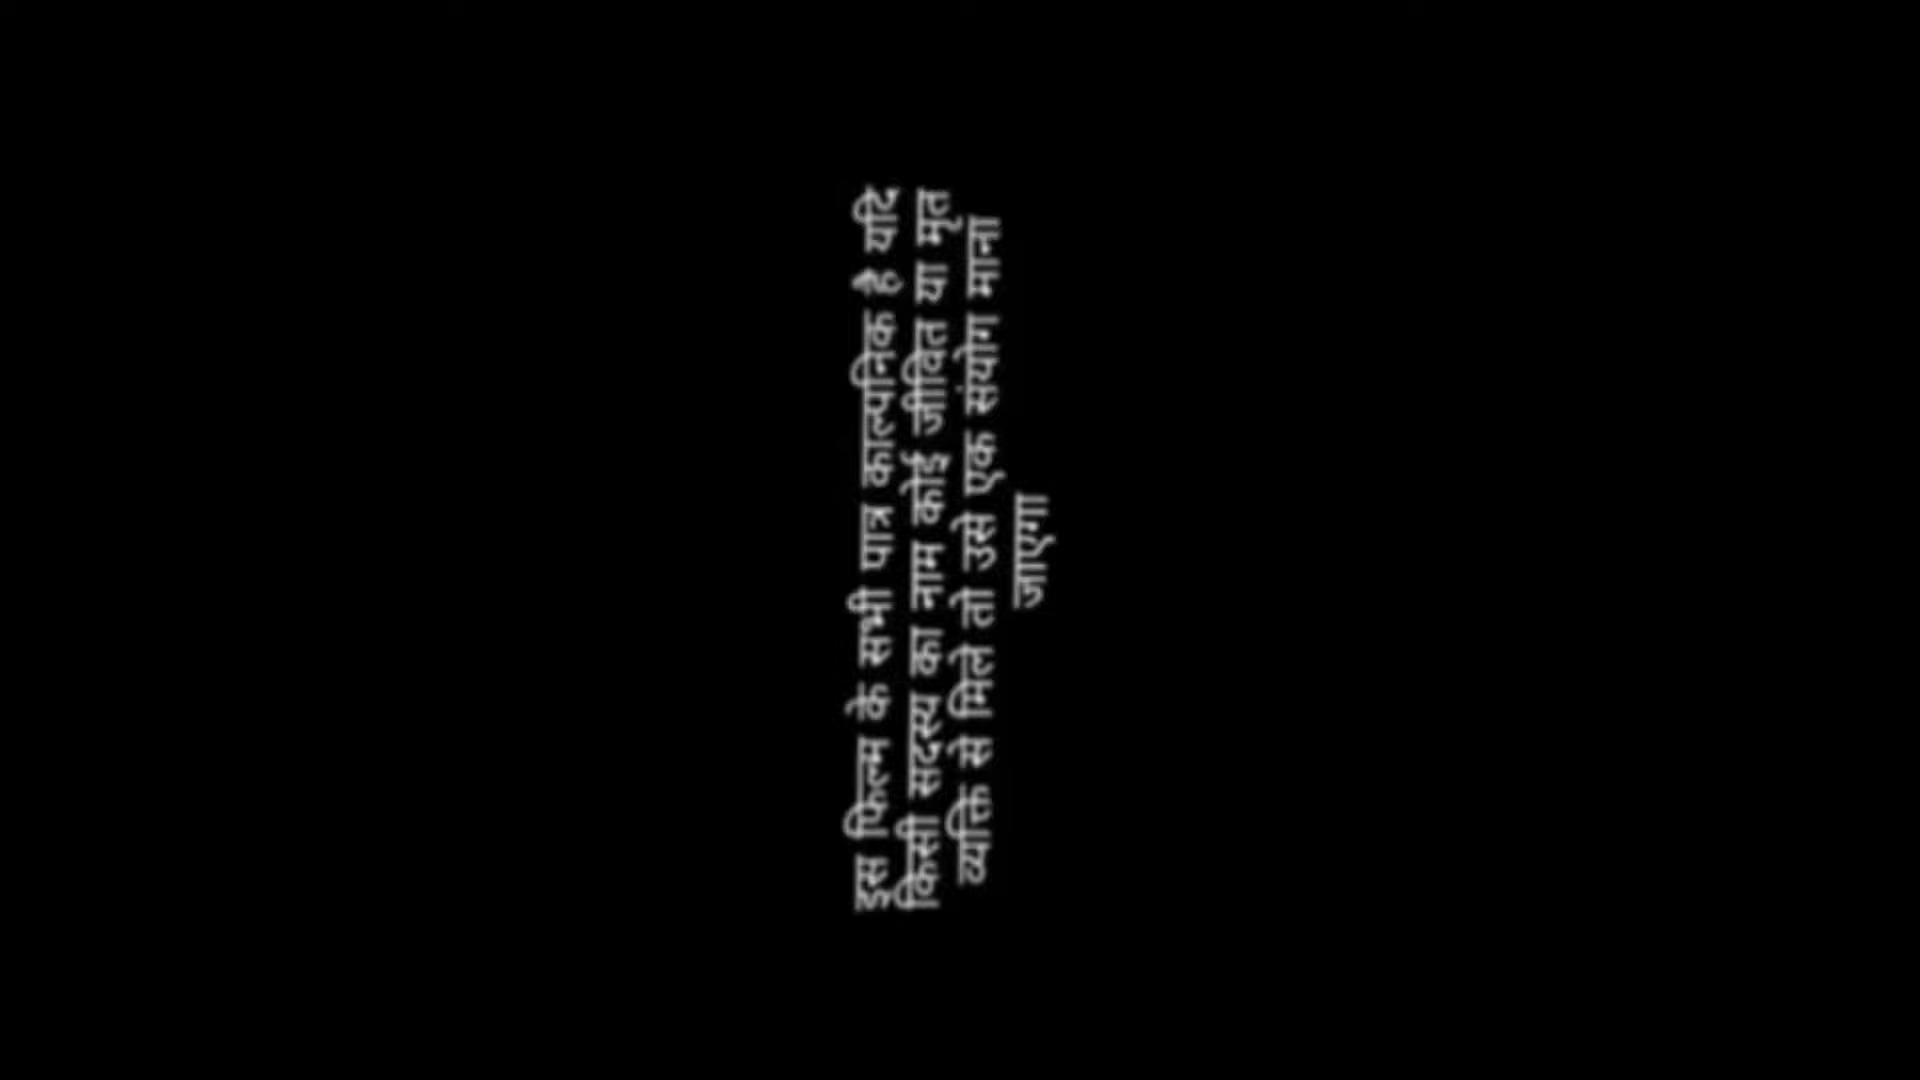 इस फिल्म के सभी पात्र काल्पनिक है यदि
किसी सदस्य का नाम कोई जीवित या मृत
व्यक्ति से मिले तो उसे एक संयोग माना
जाएगा